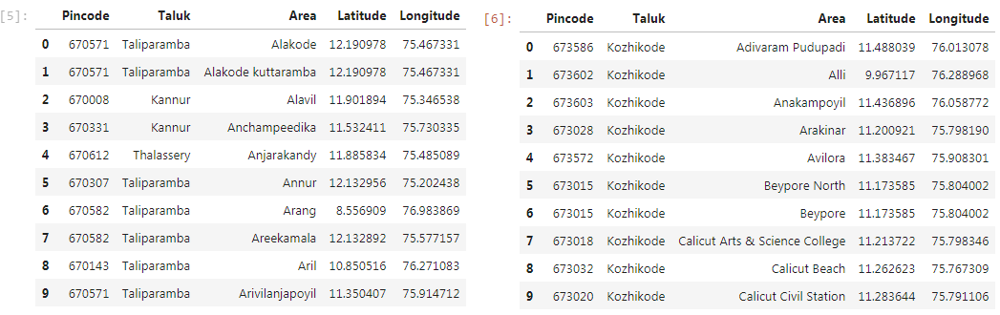 [5]:
Pincode Taluk Area Latitude Longitude
0 670571 Taliparamba Alakode 12.190978 75.467331
1 670571 Taliparamba Alakode kuttaramba 12.190978 75.467331
2 670008 Kannur Alavil 11.901894 75.346538
3 670331 Kannur Anchampeedika 11.532411 75.730335
4 670612 Thalassery Anjarakandy 11.885834 75.485089
5 670307 Taliparamba Annur 12.132956 75.202438
6 670582 Taliparamba Arang 8.556909 76.983869
7 670582 Taliparamba Areekamala 12.132892 75.577157
8 670143 Taliparamba Aril 10.850516 76.271083
9 670571 Taliparamba Arivilanjapoyil 11.350407 75.914712
[6]:
Pincode Taluk Area Latitude Longitude
0 673586 Kozhikode Adivaram Pudupadi 11.488039 76.013078
1 673602 Kozhikode Alli 9.967117 76.288968
2 673603 Kozhikode Anakampoyil 11.436896 76.058772
3 673028 Kozhikode Arakinar 11.200921 75.798190
4 673572 Kozhikode Avilora 11.383467 75.908301
5 673015 Kozhikode Beypore North 11.173585 75.804002
6 673015 Kozhikode Beypore 11.173585 75.804002
7 673018 Kozhikode Calicut Arts & Science College 11.213722 75.798346
8 673032 Kozhikode Calicut Beach 11.262623 75.767309
9 673020 Kozhikode Calicut Civil Station 11.283644 75.791106